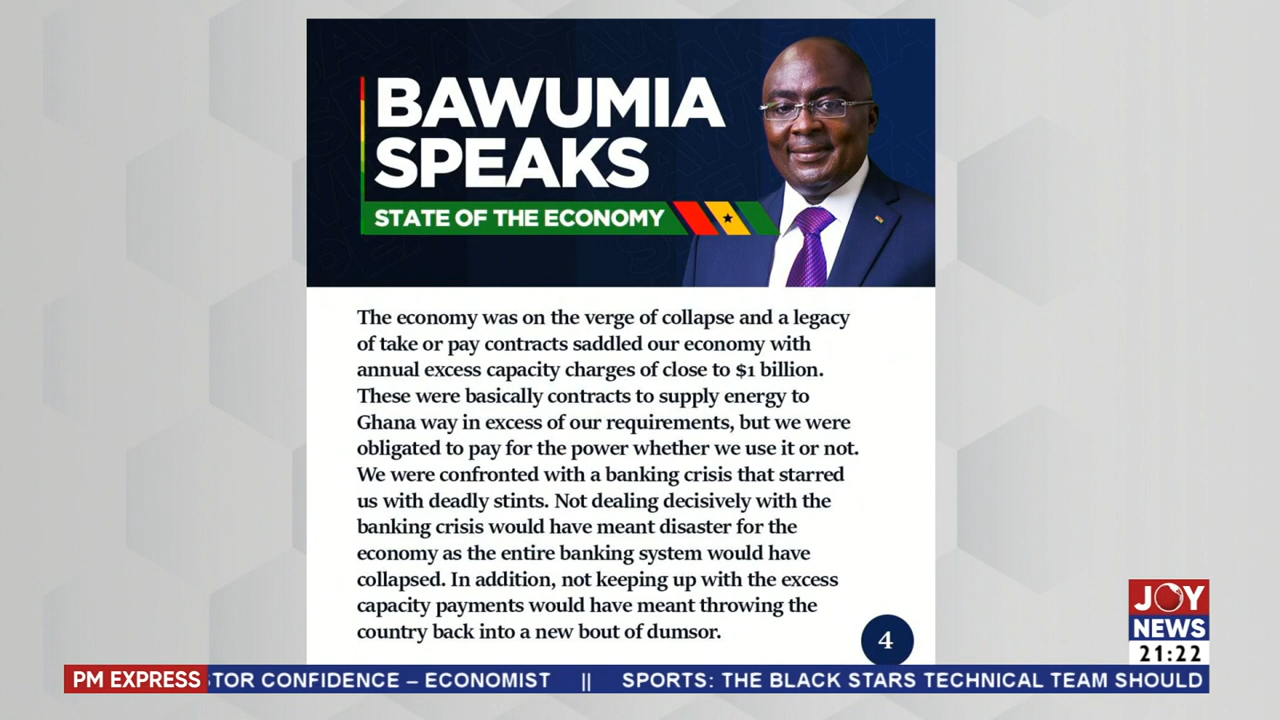 BAWUMIA
SPEAKS
STATE OF THE ECONOMY
The economy was on the verge of collapse and a legacy
of take or pay contracts saddled our economy with
annual excess capacity charges of close to $1 billion.
These were basically contracts to supply energy to
Ghana way in excess of our requirements, but we were
obligated to pay for the power whether we use it or not.
We were confronted with a banking crisis that starred
us with deadly stints. Not dealing decisively with the
banking crisis would have meant disaster for the
economy as the entire banking system would have
collapsed. In addition, not keeping up with the excess
capacity payments would have meant throwing the
country back into a new bout of dumsor.
4
JOY
NEWS
21:22
PM EXPRESS
TOR CONFIDENCE – ECONOMIST || SPORTS: THE BLACK STARS TECHNICAL TEAM SHOULD